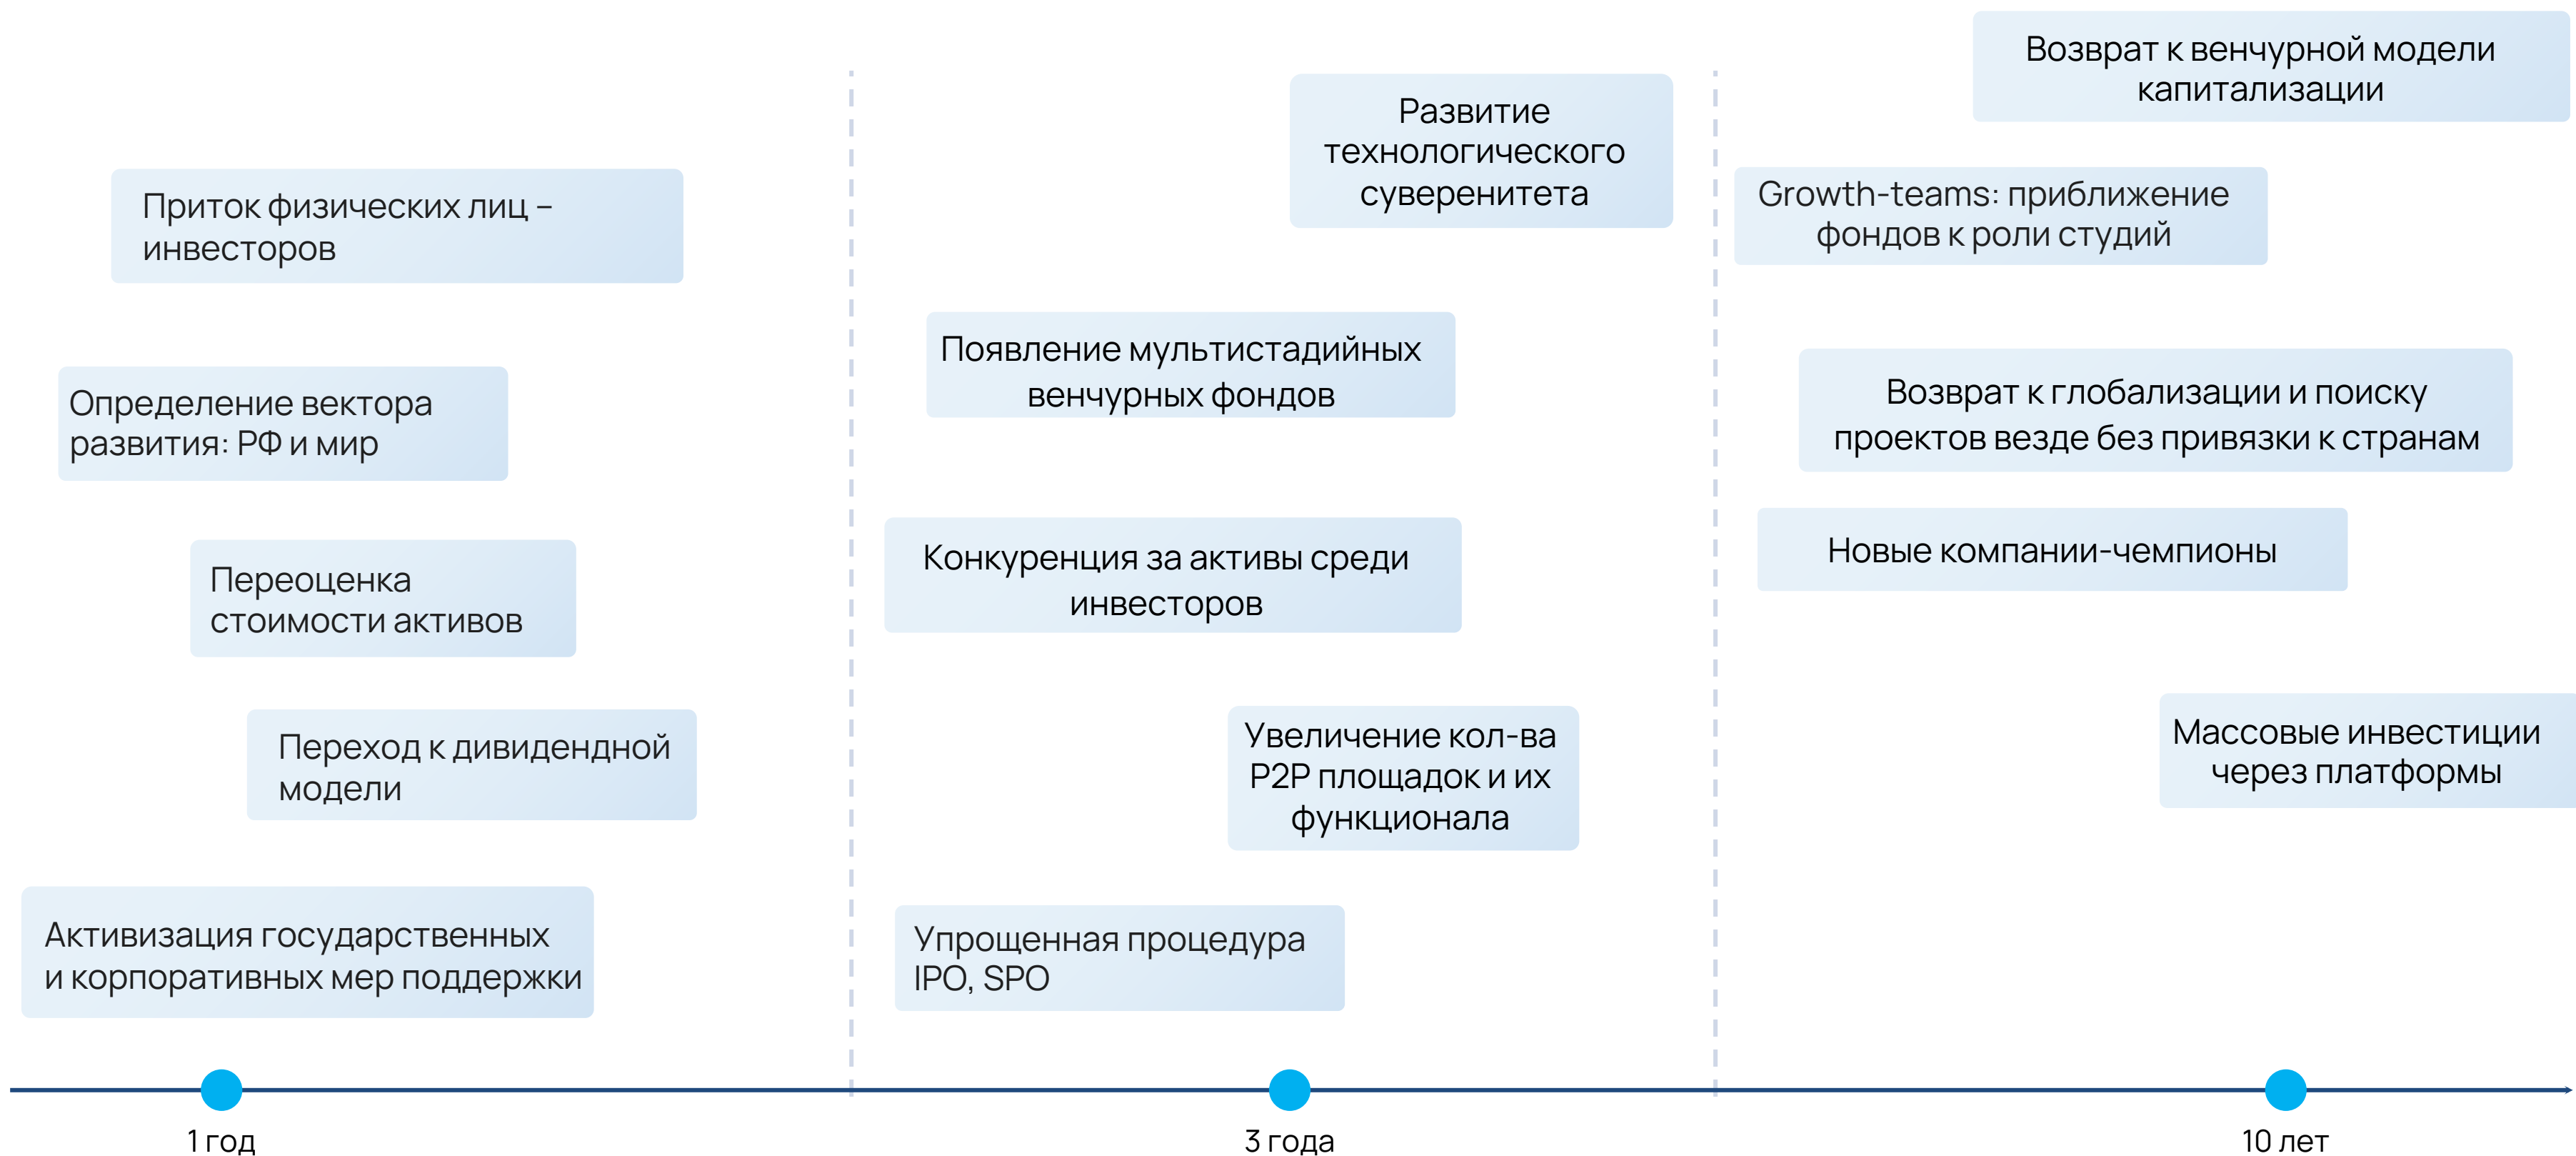 Приток физических лиц –
инвесторов
Определение вектора
развития: РФ и мир
Переоценка
стоимости активов
Переход к дивидендной
модели
Активизация государственных
и корпоративных мер поддержки
Развитие
технологического
суверенитета
Появление мультистадийных
венчурных фондов
Конкуренция за активы среди
инвесторов
Увеличение кол-ва
P2P площадок и их
функционала
Упрощенная процедура
IPO, SPO
Возврат к венчурной модели
капитализации
Growth-teams: приближение
фондов к роли студий
Возврат к глобализации и поиску
проектов везде без привязки к странам
Новые компании-чемпионы
Массовые инвестиции
через платформы
1 год
3 года
10 лет